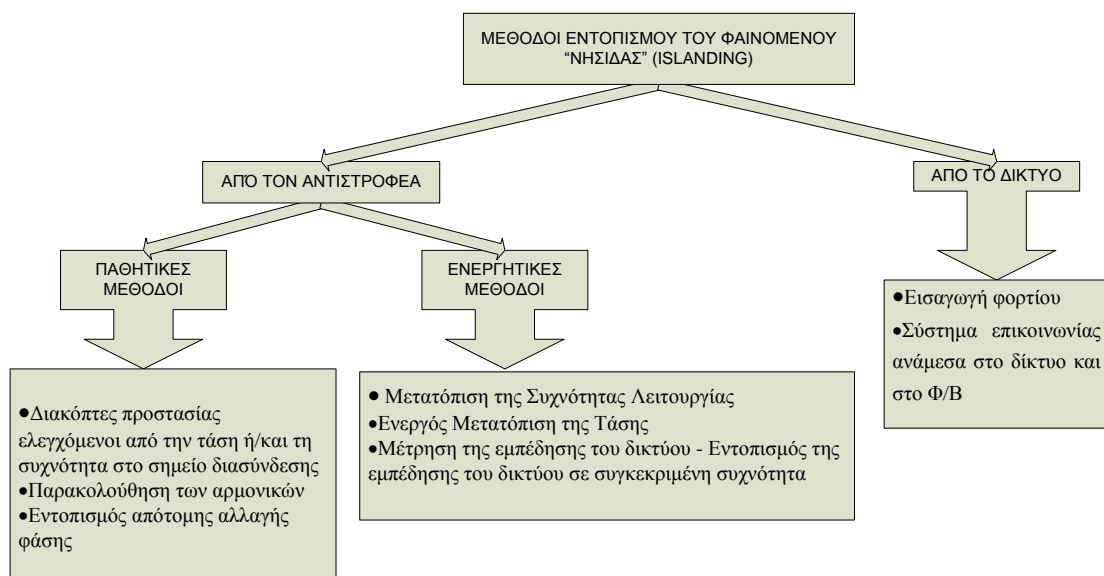 ΜΕΘΟΔΟΙ ΕΝΤΟΠΙΣΜΟΥ ΤΟΥ ΦΑΙΝΟΜΕΝΟΥ
“ΝΗΣΙΔΑΣ” (ISLANDING)
ΑΠΌ ΤΟΝ ΑΝΤΙΣΤΡΟΦΕΑ
ΑΠΟ ΤΟ ΔΙΚΤΥΟ
ΠΑΘΗΤΙΚΕΣ
ΜΕΘΟΔΟΙ
ΕΝΕΡΓΗΤΙΚΕΣ
ΜΕΘΟΔΟΙ
●Εισαγωγή φορτίου
●Σύστημα επικοινωνίας
ανάμεσα στο δίκτυο και
στο Φ/Β
●Διακόπτες προστασίας
ελεγχόμενοι από την τάση ή/και τη
συχνότητα στο σημείο διασύνδεσης
●Παρακολούθηση των αρμονικών
●Εντοπισμός απότομης αλλαγής
φάσης
● Μετατόπιση της Συχνότητας Λειτουργίας
●Ενεργός Μετατόπιση της Τάσης
●Μέτρηση της εμπέδησης του δικτύου - Εντοπισμός της
εμπέδησης του δικτύου σε συγκεκριμένη συχνότητα